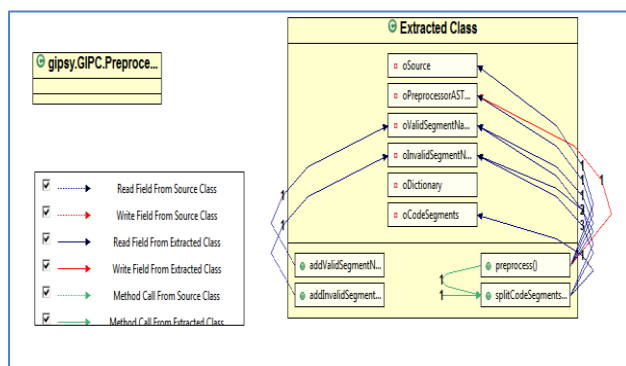 Extracted Class
gipsy.GIPC.Preproce...
oSource
oPreprocessorAST...
oValidSegmentNa...
oInvalidSegmentN...
oDictionary
oCodeSegments
Read Field From Source Class
Write Field From Source Class
Read Field From Extracted Class
Write Field From Extracted Class
Method Call From Source Class
Method Call From Extracted Class
addValidSegmentN...
preprocess()
addInvalidSegment...
splitCodeSegments...
1
1
1
1
1
2
3
1
1
1